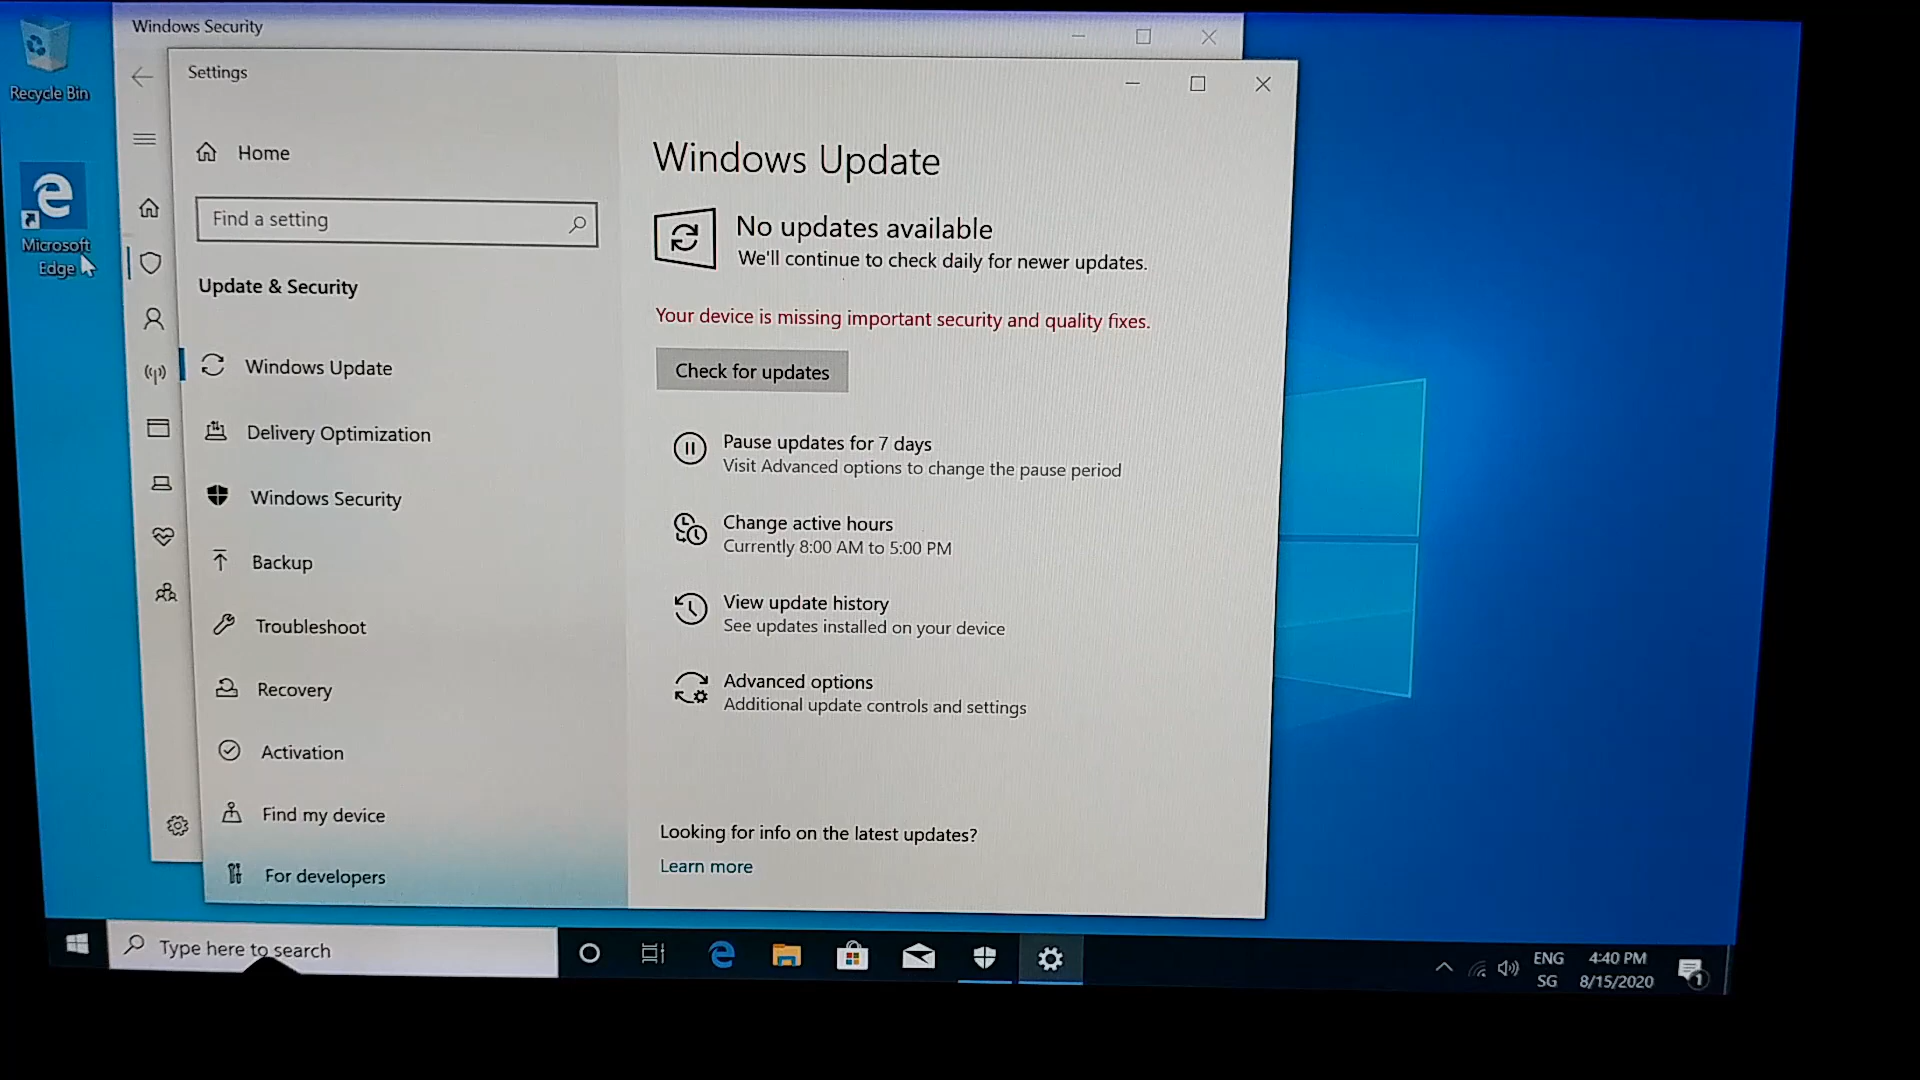 Windows Security
Settings
Recycle Bin
Microsoft
Edge
Home
Find a setting
Update & Security
Windows Update
Delivery Optimization
Windows Security
Backup
Troubleshoot
Recovery
Activation
Find my device
For developers
Windows Update
No updates available
We'll continue to check daily for newer updates.
Your device is missing important security and quality fixes.
Check for updates
Pause updates for 7 days
Visit Advanced options to change the pause period
Change active hours
Currently 8:00 AM to 5:00 PM
View update history
See updates installed on your device
Advanced options
Additional update controls and settings
Looking for info on the latest updates?
Learn more
Type here to search
ENG
SG
4:40 PM
8/15/2020
1